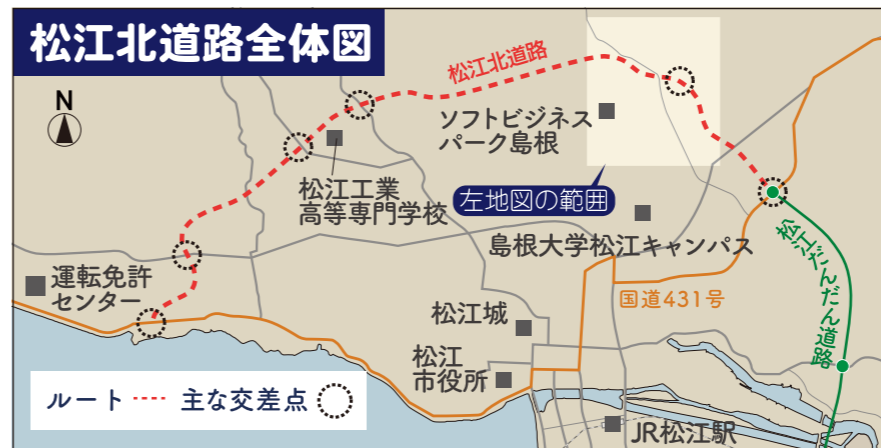 松江北道路全体図
N
松江北道路
ソフトビジネス
パーク島根
松江工業
高等専門学校
左地図の範囲
島根大学松江キャンパス
松江だんだん道路
運転免許
センター
国道431号
松江城
松江
市役所
ルート 主な交差点
JR松江駅